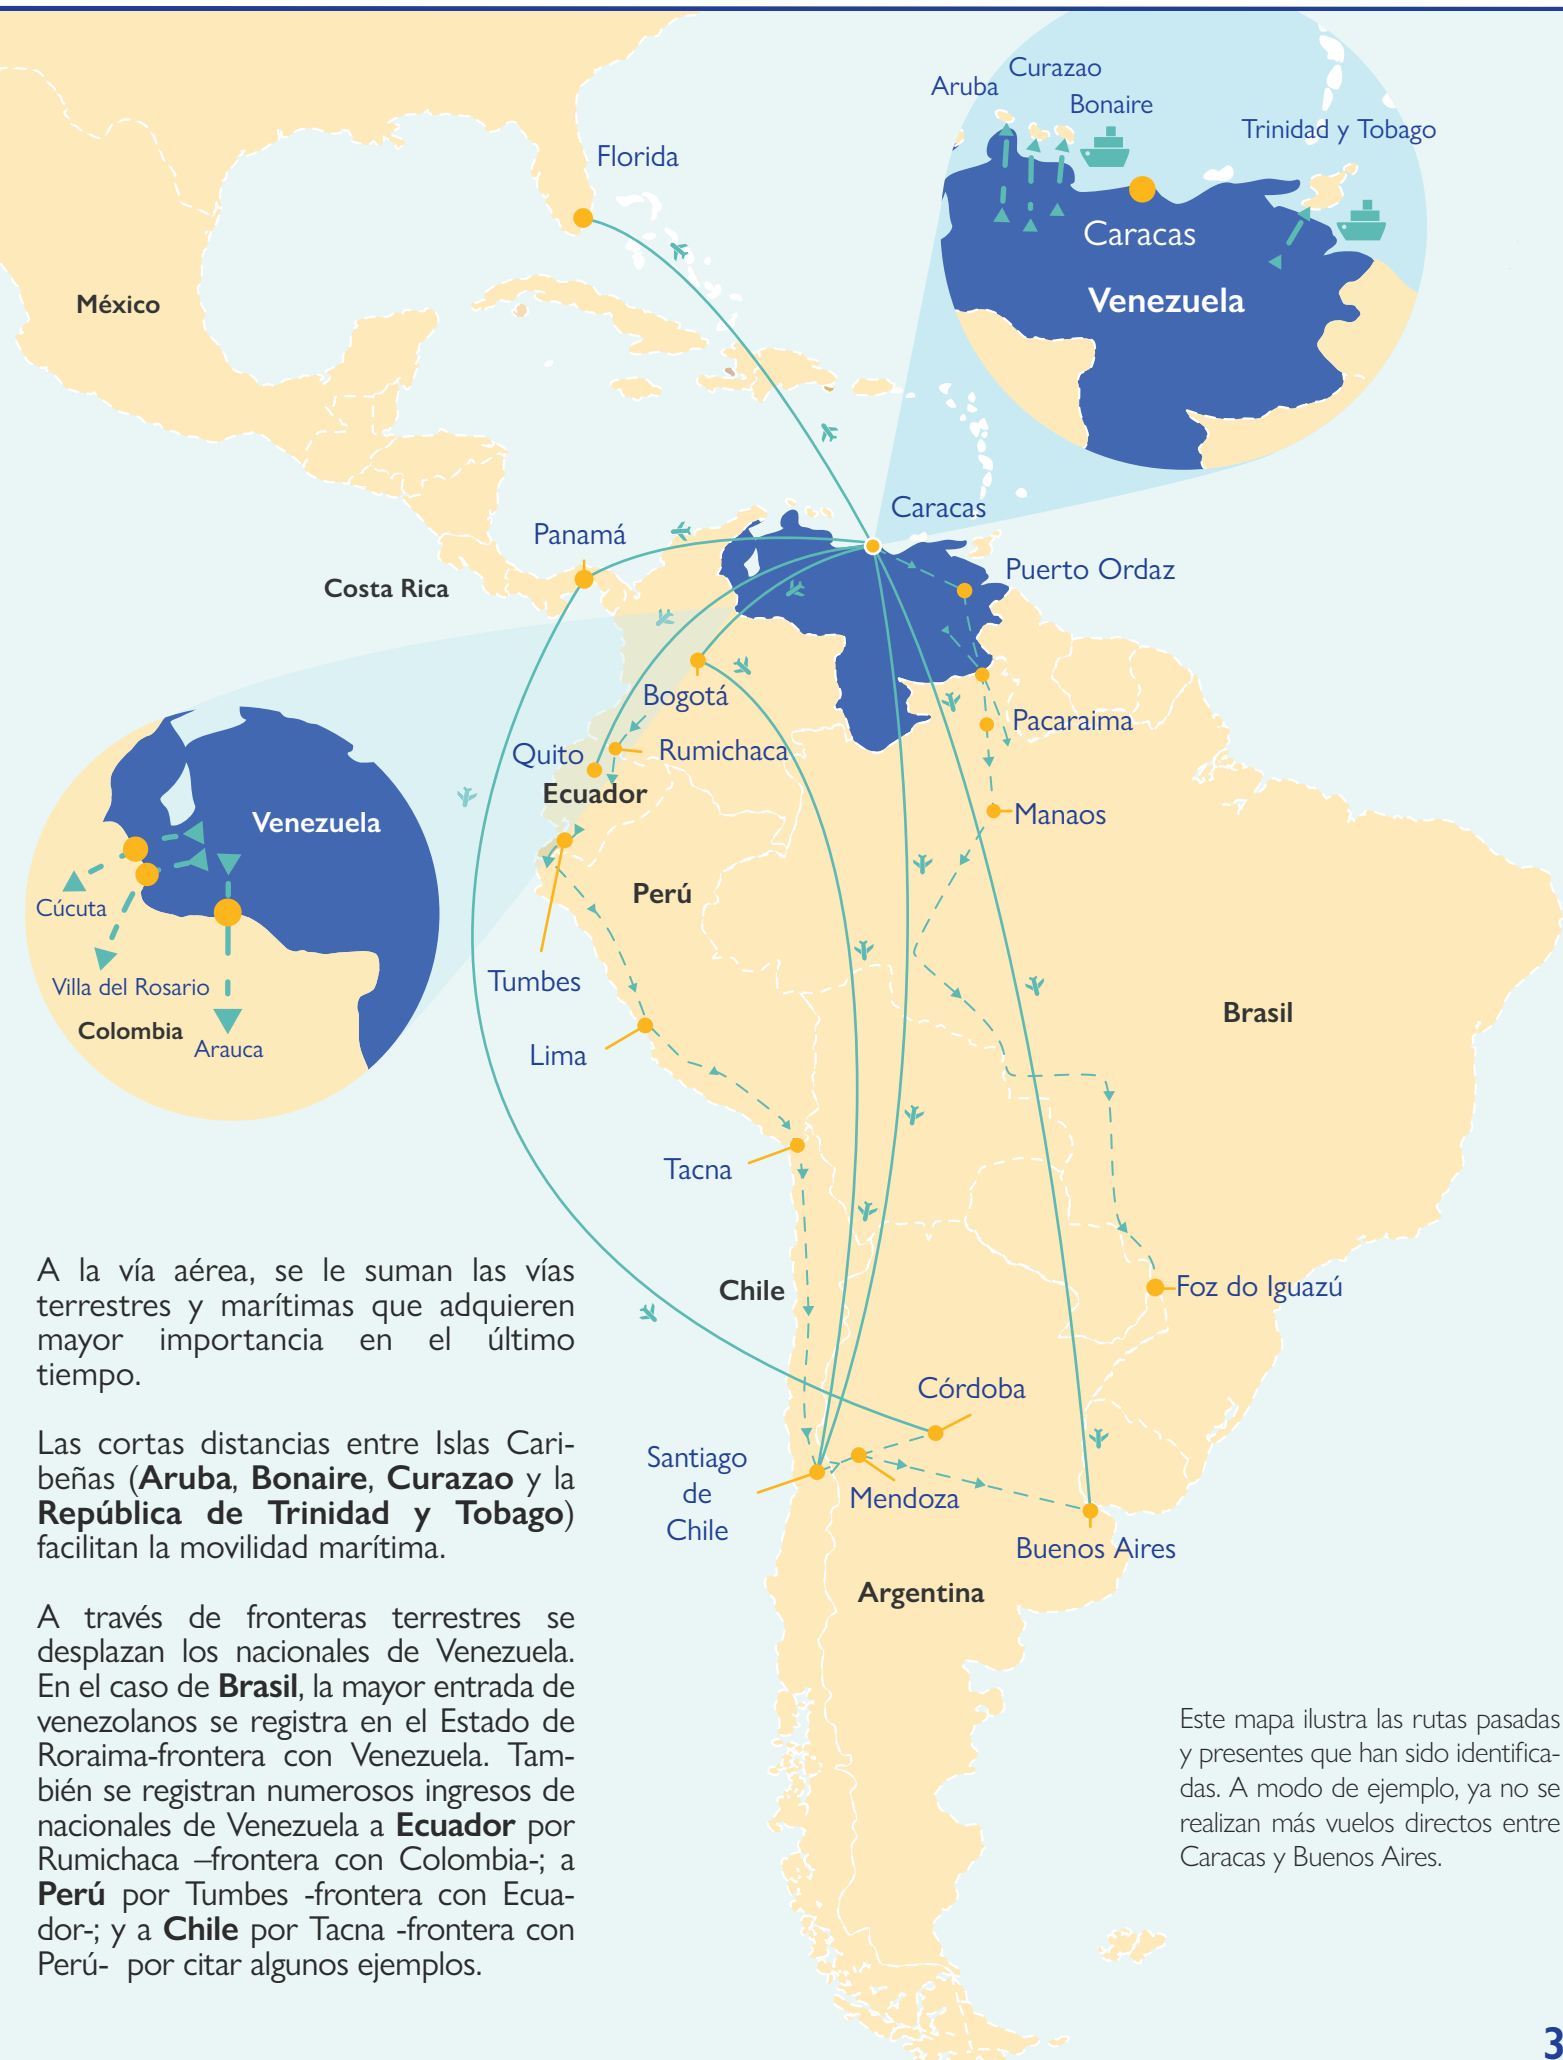 Aruba
Curazao
Bonaire
Trinidad y Tobago
Caracas
Venezuela
Florida
México
Caracas
Panamá
Costa Rica
Puerto Ordaz
Bogotá
Quito
Rumichaca
Ecuador
Pacaraima
Manaos
Venezuela
Cúcuta
Villa del Rosario
Colombia
Arauca
Perú
Tumbes
Lima
Brasil
Tacna
Chile
Foz do Iguazú
Córdoba
Santiago
de
Chile
Mendoza
Buenos Aires
Argentina
A la vía aérea, se le suman las vías
terrestres y marítimas que adquieren
mayor importancia en el último
tiempo.
Las cortas distancias entre Islas Cari-
beñas (Aruba, Bonaire, Curazao y la
República de Trinidad y Tobago)
facilitan la movilidad marítima.
A través de fronteras terrestres se
desplazan los nacionales de Venezuela.
En el caso de Brasil, la mayor entrada de
venezolanos se registra en el Estado de
Roraima-frontera con Venezuela. Tam-
bién se registran numerosos ingresos de
nacionales de Venezuela a Ecuador por
Rumichaca –frontera con Colombia-; a
Perú por Tumbes -frontera con Ecua-
dor-; y a Chile por Tacna -frontera con
Perú- por citar algunos ejemplos.
Este mapa ilustra las rutas pasadas
y presentes que han sido identifica-
das. A modo de ejemplo, ya no se
realizan más vuelos directos entre
Caracas y Buenos Aires.
3